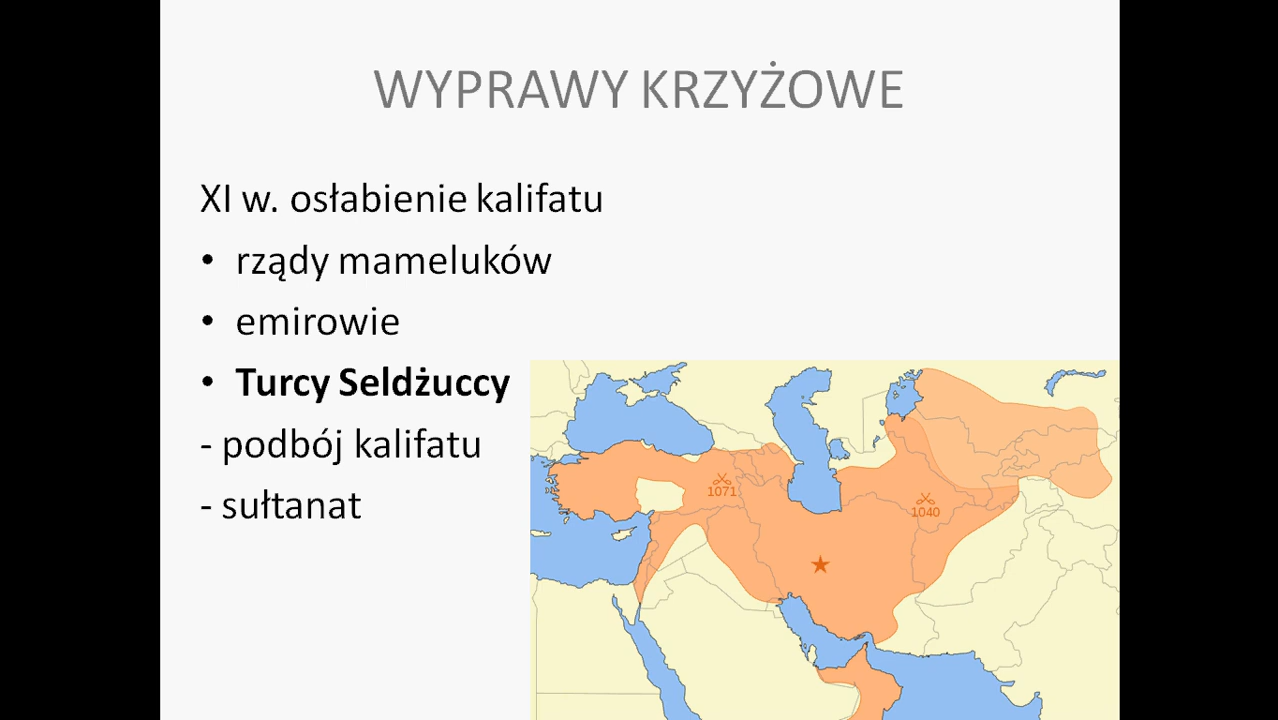 WYPRAWY KRZYŻOWE
XI w. osłabienie kalifatu
• rządy mameluków
• emirowie
• Turcy Seldżuccy
- podbój kalifatu
- sułtanat
1071
1040